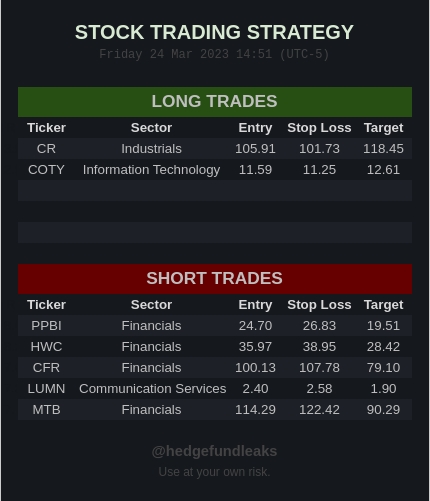 STOCK TRADING STRATEGY
Friday 24 Mar 2023 14:51 (UTC-5)
LONG TRADES
Ticker Sector Entry Stop Loss Target
CR Industrials 105.91 101.73 118.45
COTY Information Technology 11.59 11.25 12.61
SHORT TRADES
Ticker Sector Entry Stop Loss Target
PPBI Financials 24.70 26.83 19.51
HWC Financials 35.97 38.95 28.42
CFR Financials 100.13 107.78 79.10
LUMN Communication Services 2.40 2.58 1.90
MTB Financials 114.29 122.42 90.29
@hedgefundleaks
Use at your own risk.